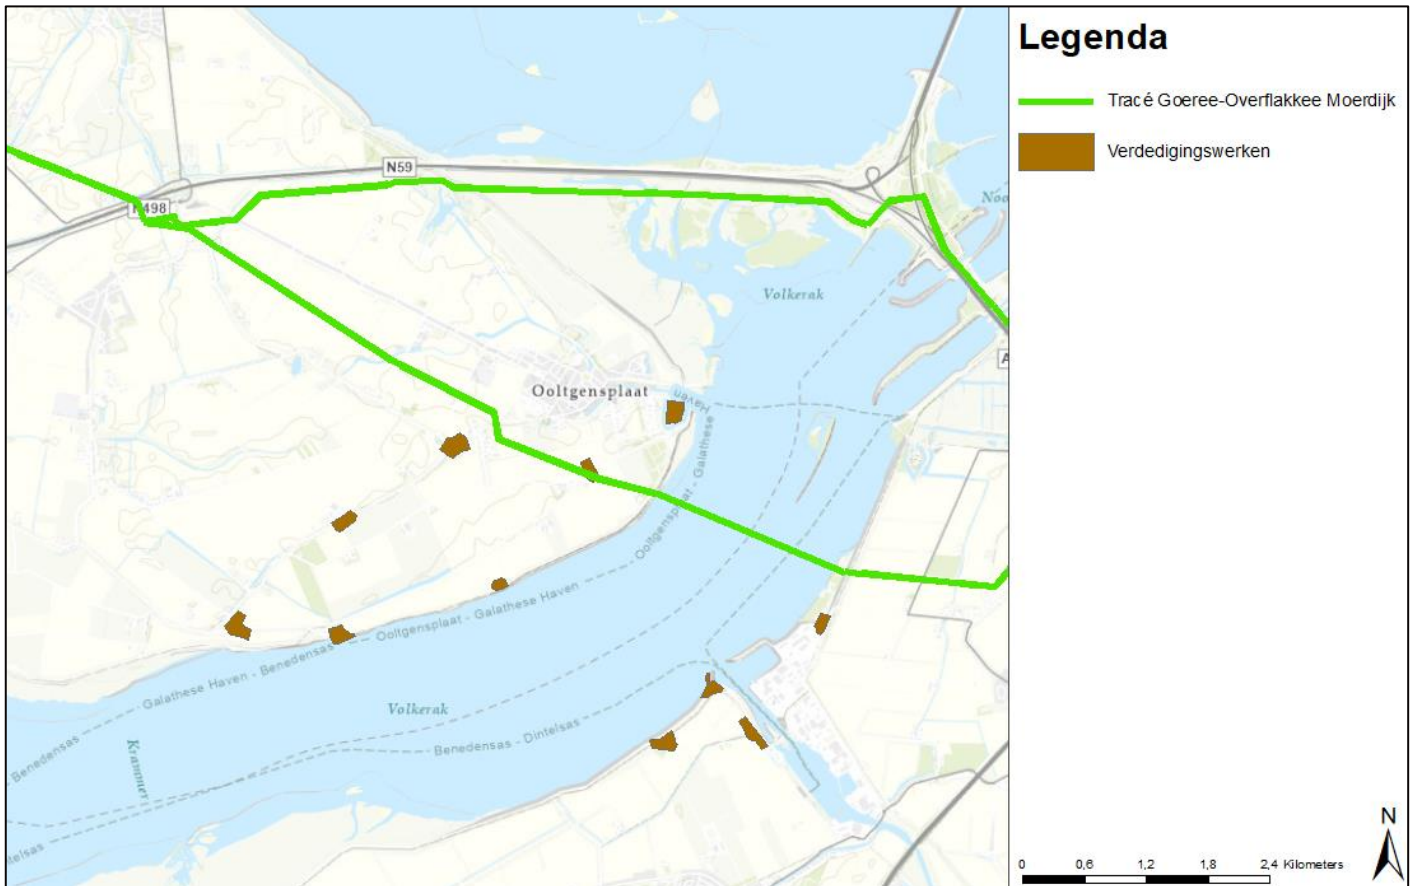 Legenda
Tracé Goeree-Overflakkee Moerdijk
Verdedigingswerken
N59
N498
Volkerak
Ooltgensplaat
Haven
Ooltgensplaat - Galathese
Ooltgensplaat - Galathese Haven
Galathese Haven - Benedensas
Benedensas
Krammer
Volkerak
Benedensas - Dintelsas
N
0 0,6 1,2 1,8 2,4 Kilometers